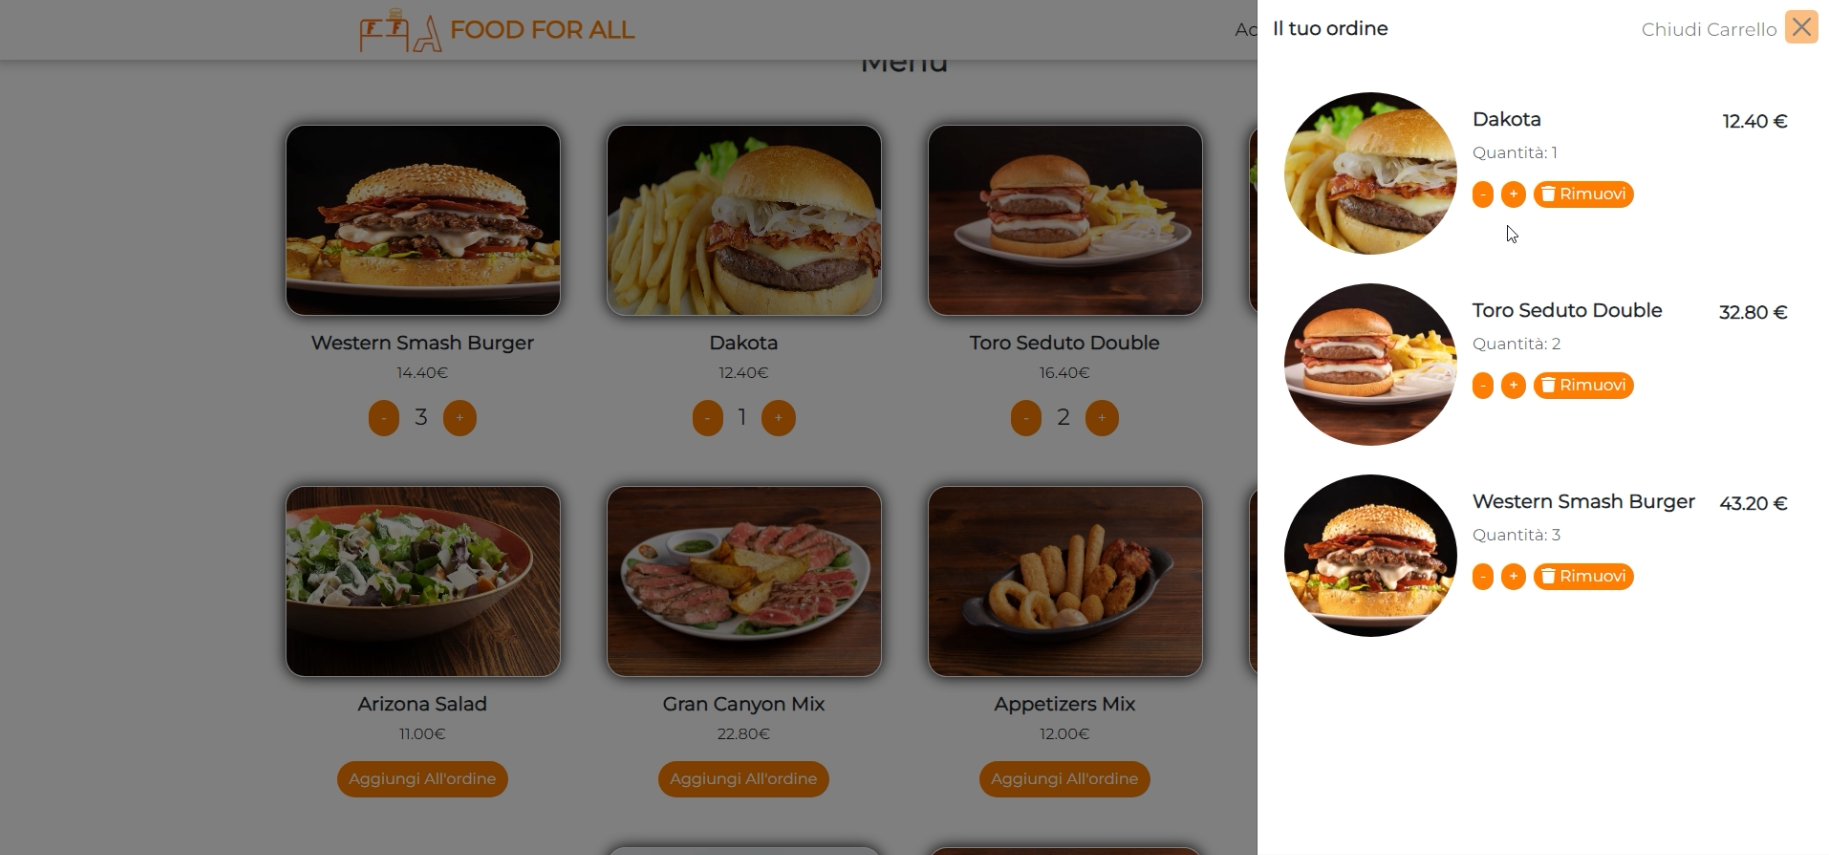 FFA FOOD FOR ALL
Menu
Western Smash Burger
14.40€
- 3 +
Dakota
12.40€
- 1 +
Toro Seduto Double
16.40€
- 2 +
Arizona Salad
11.00€
Aggiungi All'ordine
Gran Canyon Mix
22.80€
Aggiungi All'ordine
Appetizers Mix
12.00€
Aggiungi All'ordine
Il tuo ordine
Chiudi Carrello
Dakota 12.40 €
Quantità: 1
- + Rimuovi
Toro Seduto Double 32.80 €
Quantità: 2
- + Rimuovi
Western Smash Burger 43.20 €
Quantità: 3
- + Rimuovi